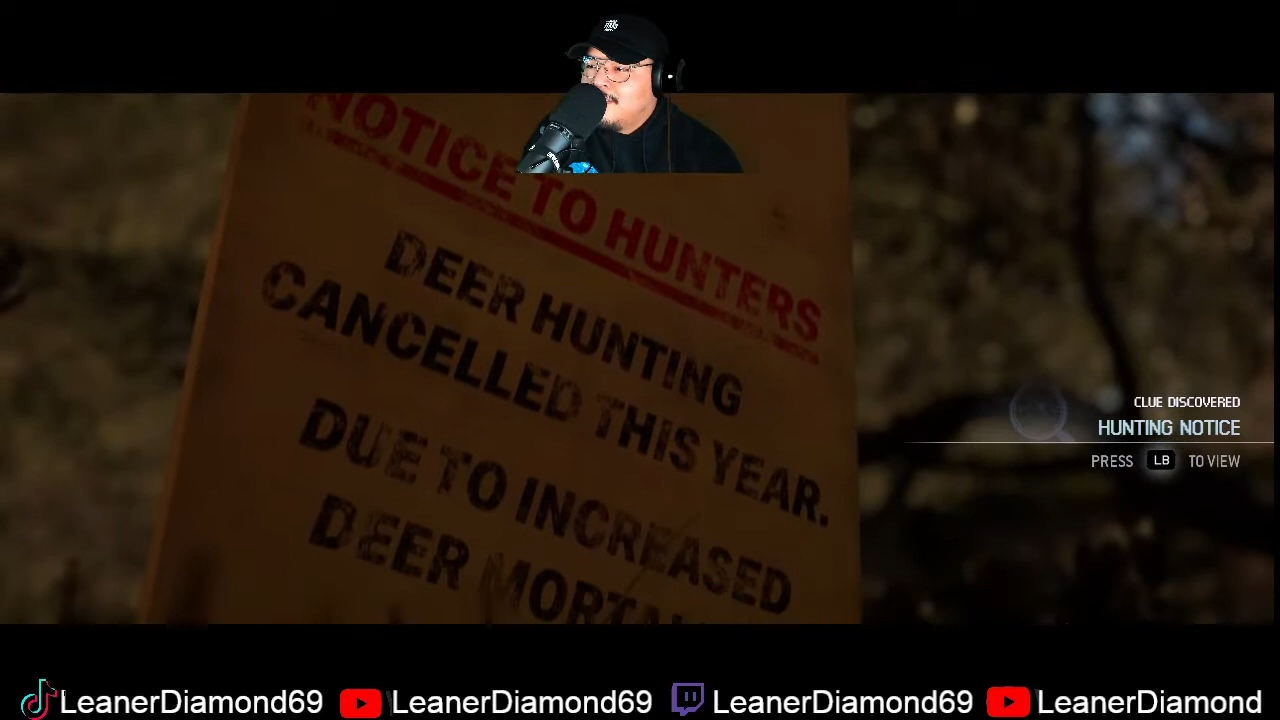 NOTICE TO HUNTERS
DEER HUNTING
CANCELLED THIS YEAR.
DUE TO INCREASED
DEER
CLUE DISCOVERED
HUNTING NOTICE
PRESS LB TO VIEW
LeanerDiamond69 LeanerDiamond69 LeanerDiamond69 LeanerDiamond